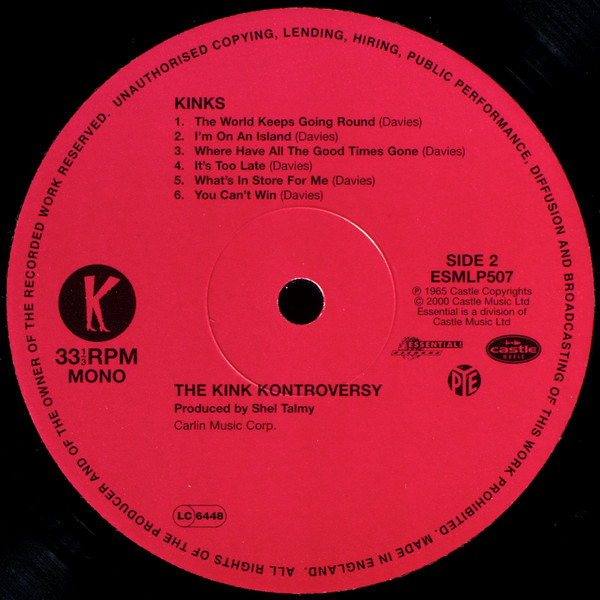 UNAUTHORISED COPYING, LENDING, HIRING, PUBLIC PERFORMANCE, DIFFUSION AND BROADCASTING OF THIS WORK PROHIBITED. MADE IN ENGLAND. ALL RIGHTS OF THE PRODUCER AND OF THE OWNER OF THE RECORDED WORK RESERVED.
KINKS
1. The World Keeps Going Round (Davies)
2. I'm On An Island (Davies)
3. Where Have All The Good Times Gone (Davies)
4. It's Too Late (Davies)
5. What's In Store For Me (Davies)
6. You Can't Win (Davies)
SIDE 2
ESMLP507
℗ 1965 Castle Copyrights
© 2000 Castle Music Ltd
Essential is a division of
Castle Music Ltd
K
33⅓RPM
MONO
ESSENTIAL!
castle
MUSIC
PYE
THE KINK KONTROVERSY
Produced by Shel Talmy
Carlin Music Corp.
LC 6448